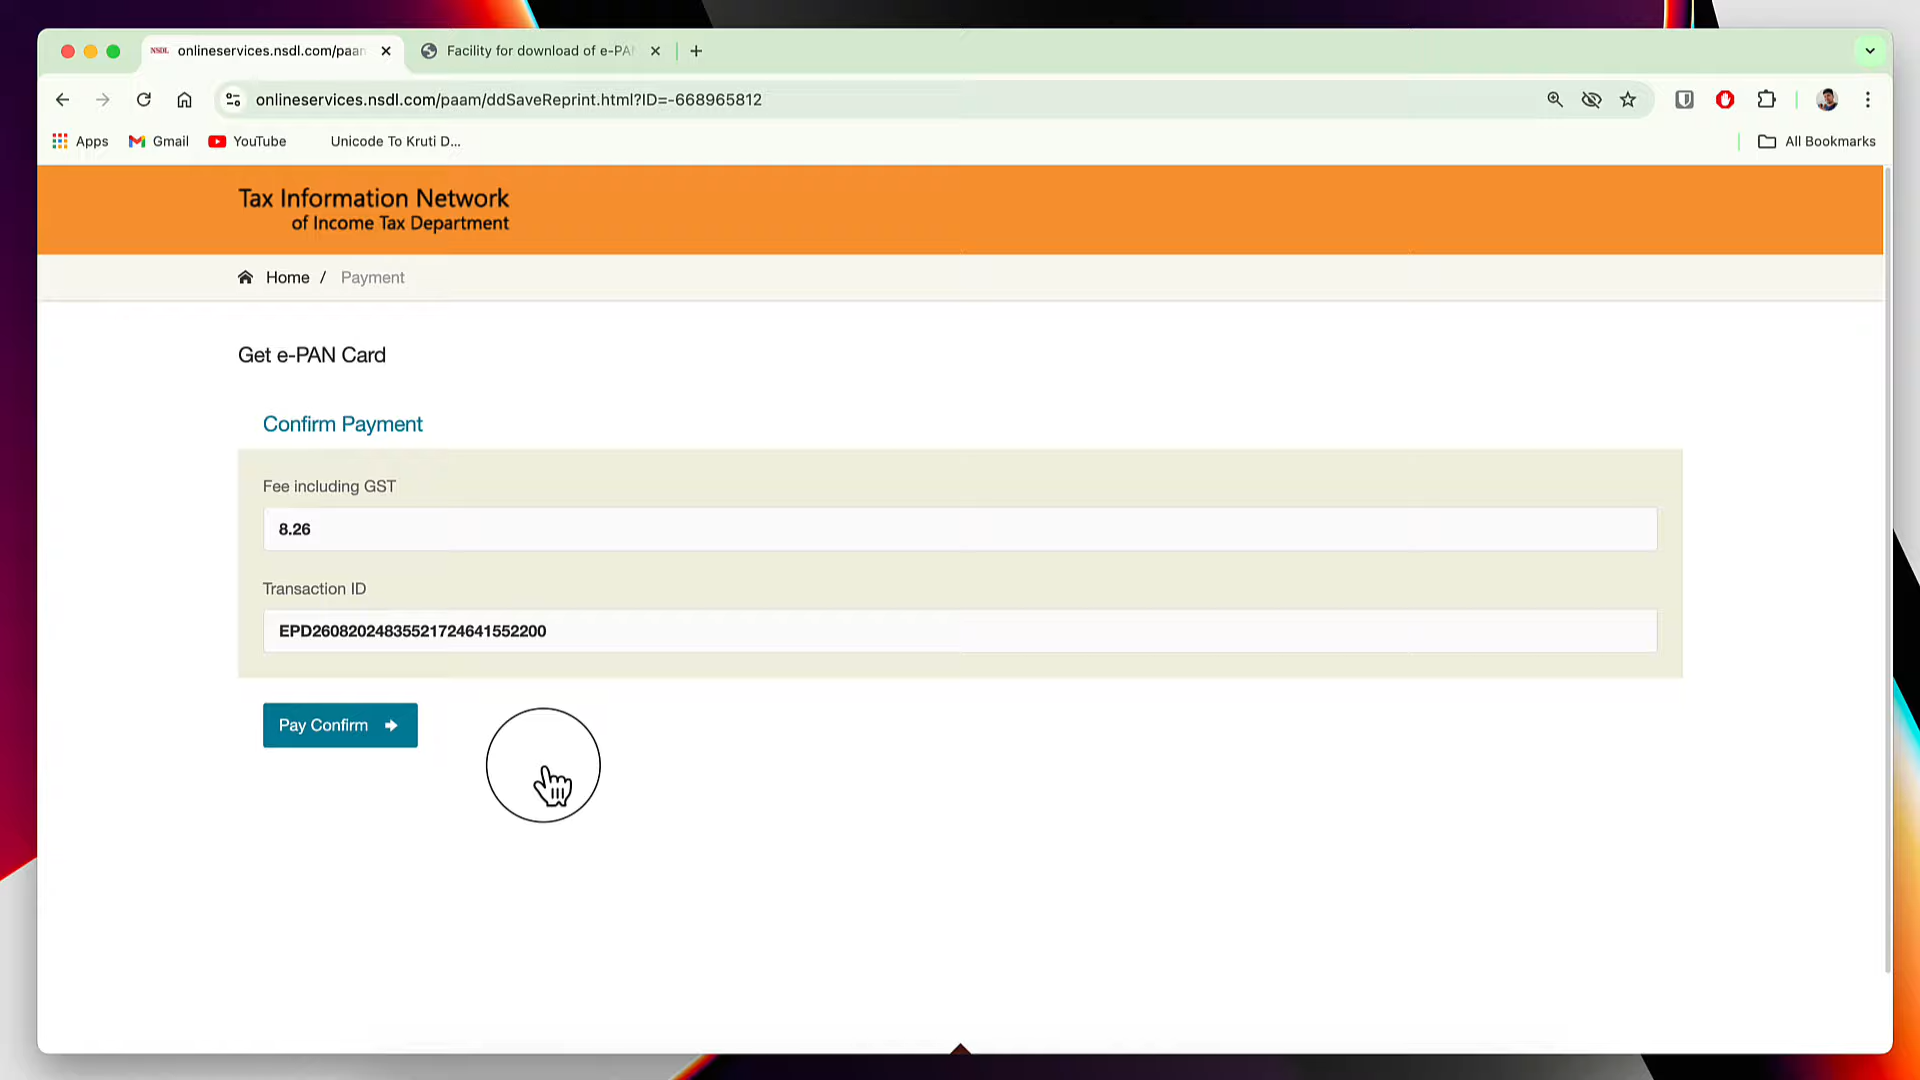 NSDL onlineservices.nsdl.com/paan
Facility for download of e-PAN
onlineservices.nsdl.com/paam/ddSaveReprint.html?ID=-668965812
Apps
Gmail
YouTube
Unicode To Kruti D...
All Bookmarks
Tax Information Network
of Income Tax Department
Home / Payment
Get e-PAN Card
Confirm Payment
Fee including GST
8.26
Transaction ID
EPD26082024835521724641552200
Pay Confirm